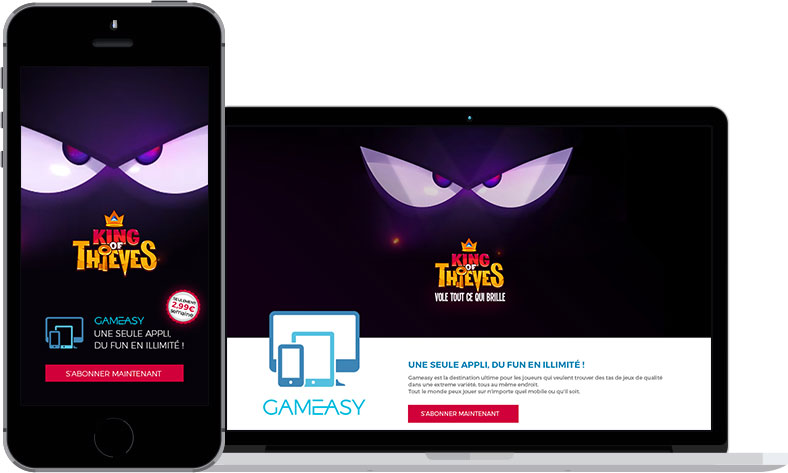 KING
OF
THIEVES
SEULEMENT
2,99€
Semaine
GAMEASY
UNE SEULE APPLI,
DU FUN EN ILLIMITÉ !
S'ABONNER MAINTENANT
KING
OF
THIEVES
VOLE TOUT CE QUI BRILLE
GAMEASY
UNE SEULE APPLI, DU FUN EN ILLIMITÉ !
Gameasy est la destination ultime pour les joueurs qui veulent trouver des tas de jeux de qualité
dans une extreme variété, tous au même endroit.
Tout le monde peux jouer sur n'importe quel mobile ou qu'il soit.
S'ABONNER MAINTENANT